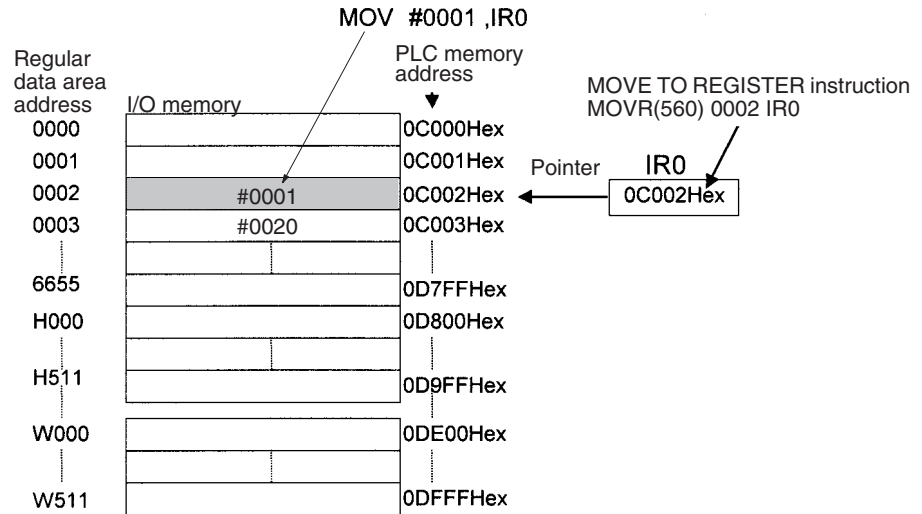 MOV #0001 ,IR0
Regular
data area
address
I/O memory
PLC memory
address
MOVE TO REGISTER instruction
MOVR(560) 0002 IR0
0000
0C000Hex
0001
0C001Hex
0002
#0001
0C002Hex
Pointer
IR0
0C002Hex
0003
#0020
0C003Hex
6655
0D7FFHex
H000
0D800Hex
H511
0D9FFHex
W000
0DE00Hex
W511
0DFFFHex